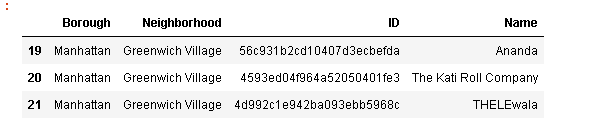 :
Borough Neighborhood ID Name
19 Manhattan Greenwich Village 56c931b2cd10407d3ecbefda Ananda
20 Manhattan Greenwich Village 4593ed04f964a52050401fe3 The Kati Roll Company
21 Manhattan Greenwich Village 4d992c1e942ba093ebb5968c THELEwala